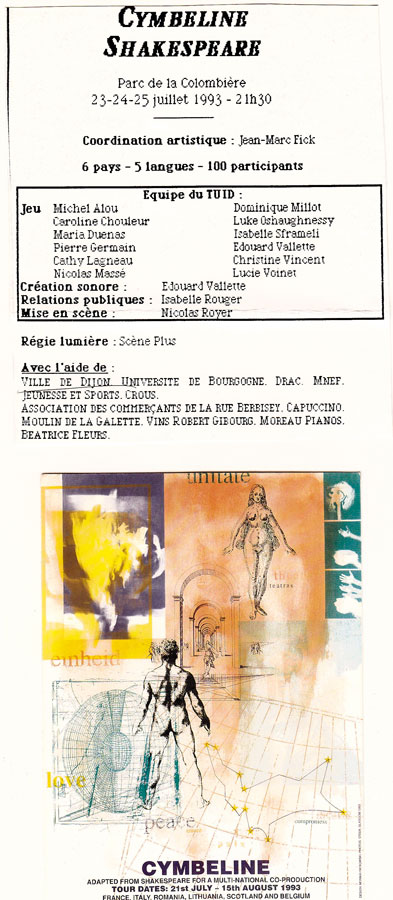 CYMBELINE
SHAKESPEARE
Parc de la Colombière
23-24-25 juillet 1993 - 21h30
Coordination artistique : Jean-Marc Fick
6 pays - 5 langues - 100 participants
Equipe du TUID :
Jeu Michel Alou Dominique Millot
Caroline Chouleur Luke Oshaughnessy
Maria Duenas Isabelle Sframeli
Pierre Germain Edouard Vallette
Cathy Lagneau Christine Vincent
Nicolas Massé Lucie Voinet
Création sonore : Edouard Vallette
Relations publiques : Isabelle Rouger
Mise en scène : Nicolas Royer
Régie lumière : Scène Plus
Avec l'aide de :
VILLE DE DIJON. UNIVERSITE DE BOURGOGNE. DRAC. MNEF.
JEUNESSE ET SPORTS. CROUS.
ASSOCIATION DES COMMERÇANTS DE LA RUE BERBISEY. CAPUCCINO.
MOULIN DE LA GALETTE. VINS ROBERT GIBOURG. MOREAU PIANOS.
BEATRICE FLEURS.
unitate
teatras
einheid
love
peace
compromess
CYMBELINE
ADAPTED FROM SHAKESPEARE FOR A MULTI-NATIONAL CO-PRODUCTION
TOUR DATES: 21st JULY – 15th AUGUST 1993
FRANCE, ITALY, ROMANIA, LITHUANIA, SCOTLAND AND BELGIUM